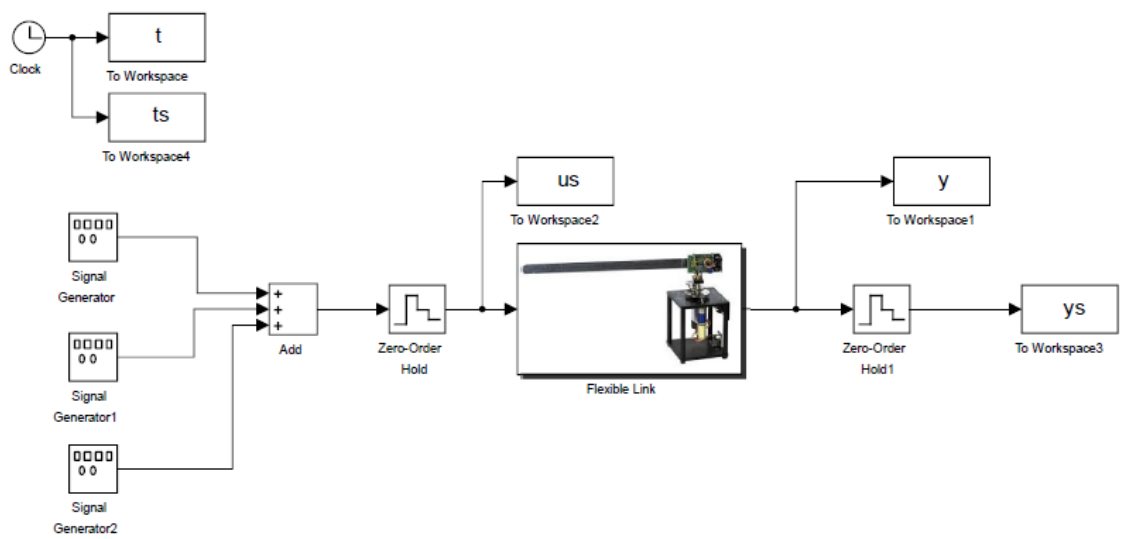 t
Clock
To Workspace
ts
To Workspace4
us
To Workspace2
y
To Workspace1
Signal
Generator
+
+
+
Add
Zero-Order
Hold
Flexible Link
Zero-Order
Hold1
ys
To Workspace3
Signal
Generator1
Signal
Generator2